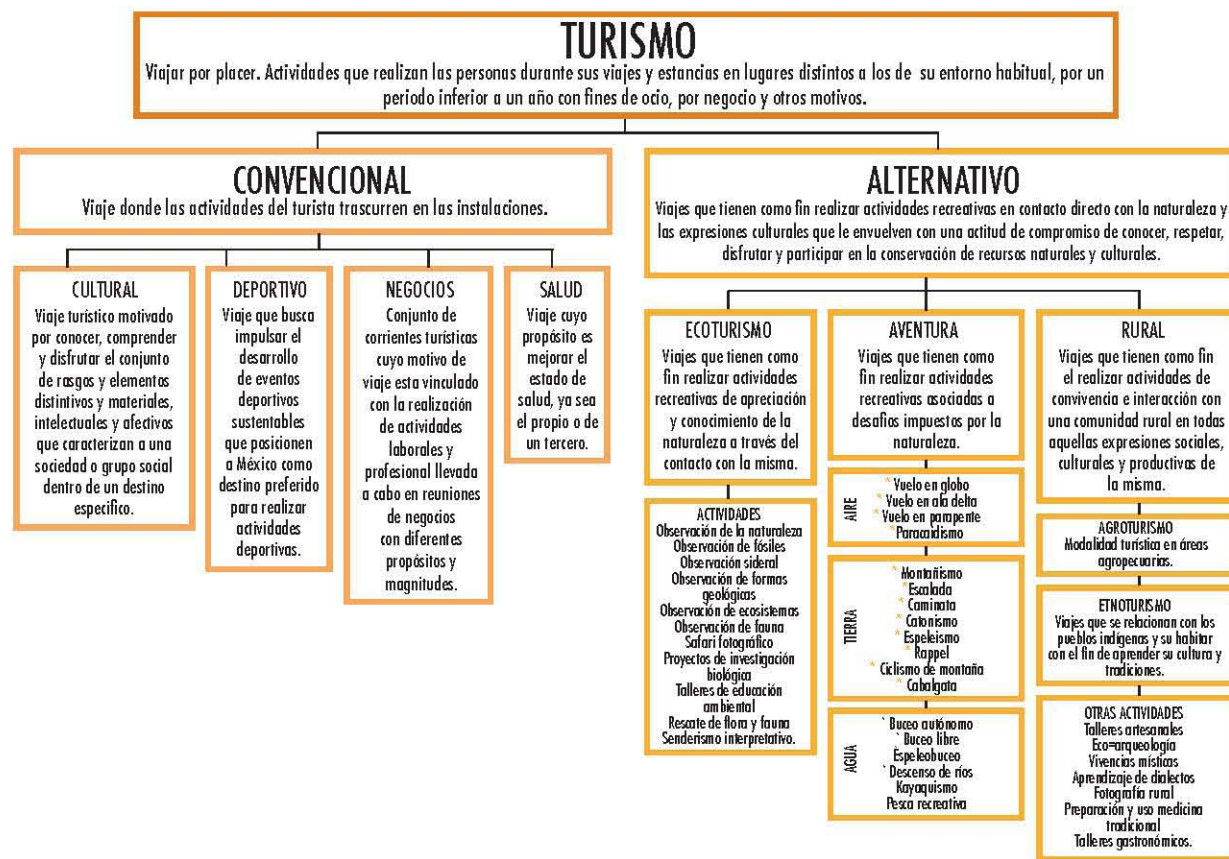 TURISMO
Viajar por placer. Actividades que realizan las personas durante sus viajes y estancias en lugares distintos a los de su entorno habitual, por un
periodo inferior a un año con fines de ocio, por negocio y otros motivos.
CONVENCIONAL
Viaje donde las actividades del turista trascurren en las instalaciones.
CULTURAL
Viaje turístico motivado
por conocer, comprender
y disfrutar el conjunto
de rasgos y elementos
distintivos y materiales,
intelectuales y afectivos
que caracterizan a una
sociedad o grupo social
dentro de un destino
especifico.
DEPORTIVO
Viaje que busca
impulsar el
desarrollo
de eventos
deportivos
sustentables
que posicionen
a México como
destino preferido
para realizar
actividades
deportivas.
NEGOCIOS
Conjunto de
corrientes turísticas
cuyo motivo de
viaje esta vinculado
con la realización
de actividades
laborales y
profesional llevada
a cabo en reuniones
de negocios
con diferentes
propósitos y
magnitudes.
SALUD
Viaje cuyo
propósito es
mejorar el
estado de
salud, ya sea
el propio o de
un tercero.
ALTERNATIVO
Viajes que tienen como fin realizar actividades recreativas en contacto directo con la naturaleza y
las expresiones culturales que le envuelven con una actitud de compromiso de conocer, respetar,
disfrutar y participar en la conservación de recursos naturales y culturales.
ECOTURISMO
Viajes que tienen como
fin realizar actividades
recreativas de apreciación
y conocimiento de la
naturaleza a través del
contacto con la misma.
ACTIVIDADES
Observación de la naturaleza
Observación de fósiles
Observación sideral
Observación de formas
geológicas
Observación de ecosistemas
Observación de fauna
Safari fotográfico
Proyectos de investigación
biológica
Talleres de educación
ambiental
Rescate de flora y fauna
Senderismo interpretativo.
AVENTURA
Viajes que tienen como
fin realizar actividades
recreativas asociadas a
desafíos impuestos por la
naturaleza.
AIRE
* Vuelo en globo
* Vuelo en ala delta
* Vuelo en parapente
* Paracaidismo
TIERRA
* Montañismo
* Escalada
* Caminata
* Catonismo
* Espeleismo
* Rappel
* Ciclismo de montaña
* Cabalgata
AGUA
` Buceo autónomo
` Buceo libre
Espeleobuceo
` Descenso de ríos
Kayaquismo
Pesca recreativa
RURAL
Viajes que tienen como fin
el realizar actividades de
convivencia e interacción con
una comunidad rural en todas
aquellas expresiones sociales,
culturales y productivas de
la misma.
AGROTURISMO
Modalidad turística en áreas
agropecuarias.
ETNOTURISMO
Viajes que se relacionan con los
pueblos indígenas y su habitar
con el fin de aprender su cultura y
tradiciones.
OTRAS ACTIVIDADES
Talleres artesanales
Eco=arqueología
Vivencias místicas
Aprendizaje de dialectos
Fotografía rural
Preparación y uso medicina
tradicional
Talleres gastronómicos.